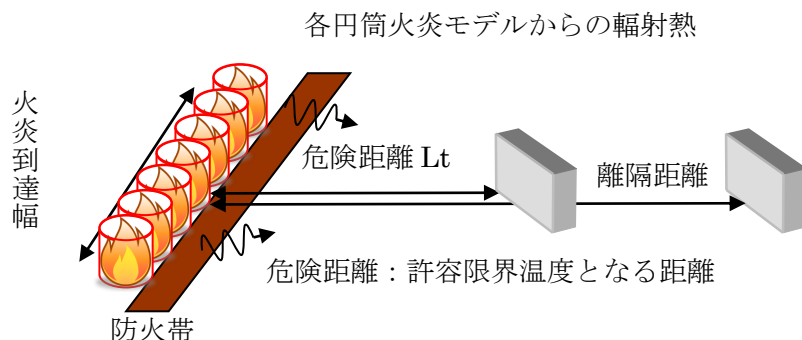 各円筒火炎モデルからの輻射熱
火炎到達幅
危険距離 Lt
離隔距離
危険距離：許容限界温度となる距離
防火帯